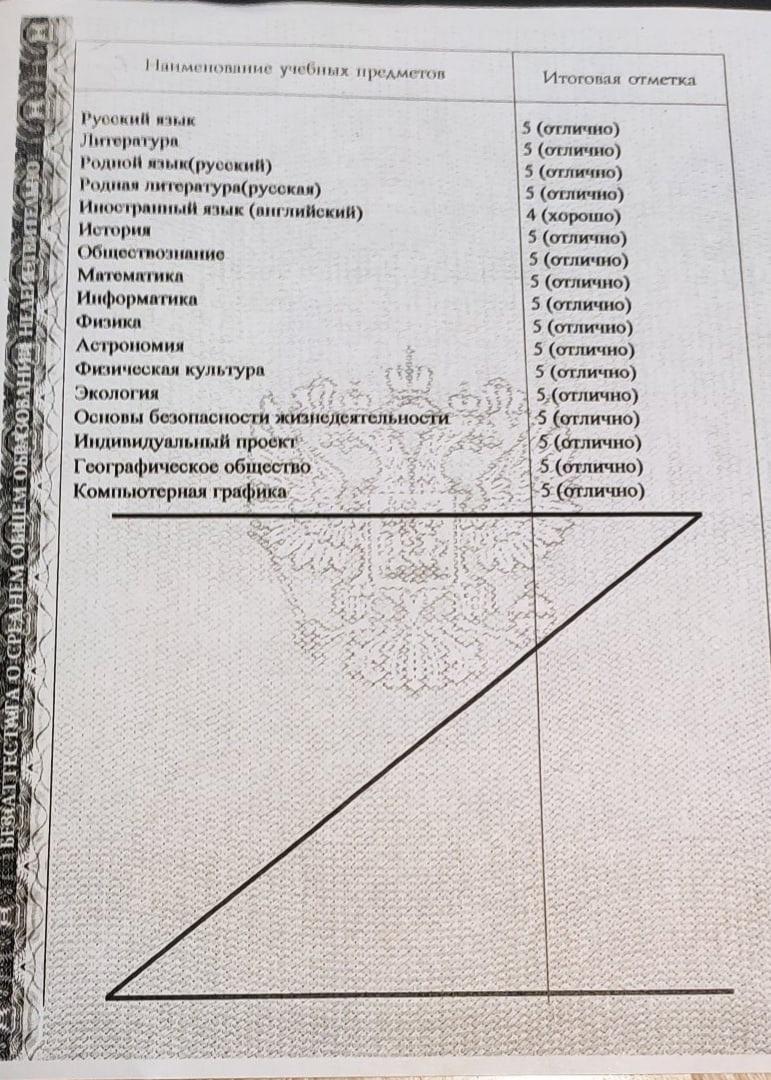 Наименование учебных предметов
Итоговая отметка
Русский язык 5 (отлично)
Литература 5 (отлично)
Родной язык(русский) 5 (отлично)
Родная литература(русская) 5 (отлично)
Иностранный язык (английский) 4 (хорошо)
История 5 (отлично)
Обществознание 5 (отлично)
Математика 5 (отлично)
Информатика 5 (отлично)
Физика 5 (отлично)
Астрономия 5 (отлично)
Физическая культура 5 (отлично)
Экология 5 (отлично)
Основы безопасности жизнедеятельности 5 (отлично)
Индивидуальный проект 5 (отлично)
Географическое общество 5 (отлично)
Компьютерная графика 5 (отлично)
БЕЗ АТТЕСТАТА О СРЕДНЕМ ОБЩЕМ ОБРАЗОВАНИИ НЕДЕЙСТВИТЕЛЬНО